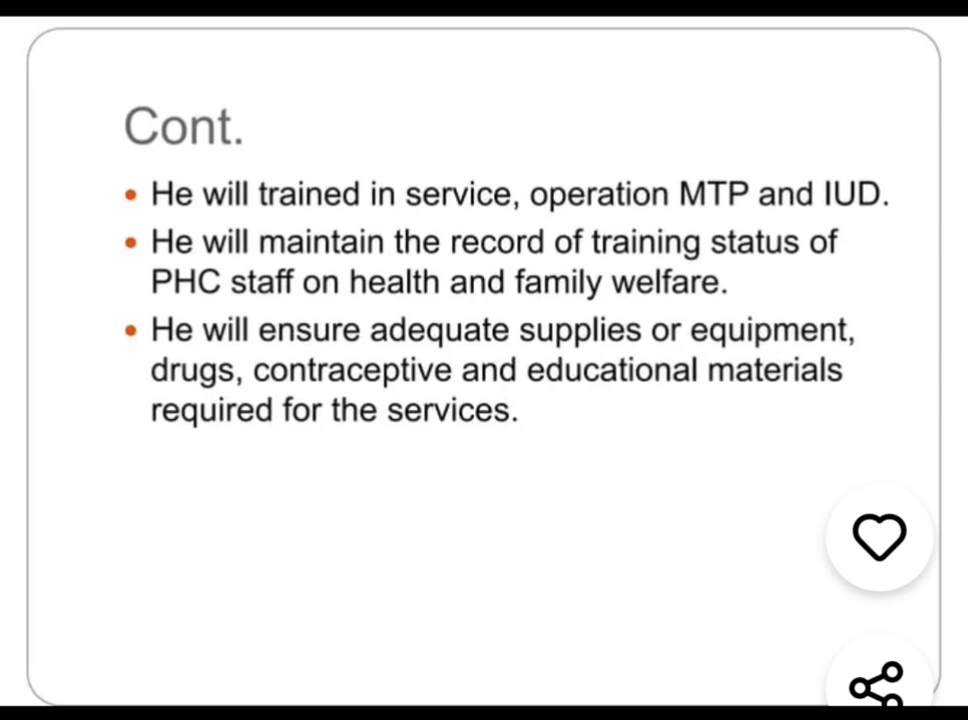 Cont.
• He will trained in service, operation MTP and IUD.
• He will maintain the record of training status of
PHC staff on health and family welfare.
• He will ensure adequate supplies or equipment,
drugs, contraceptive and educational materials
required for the services.